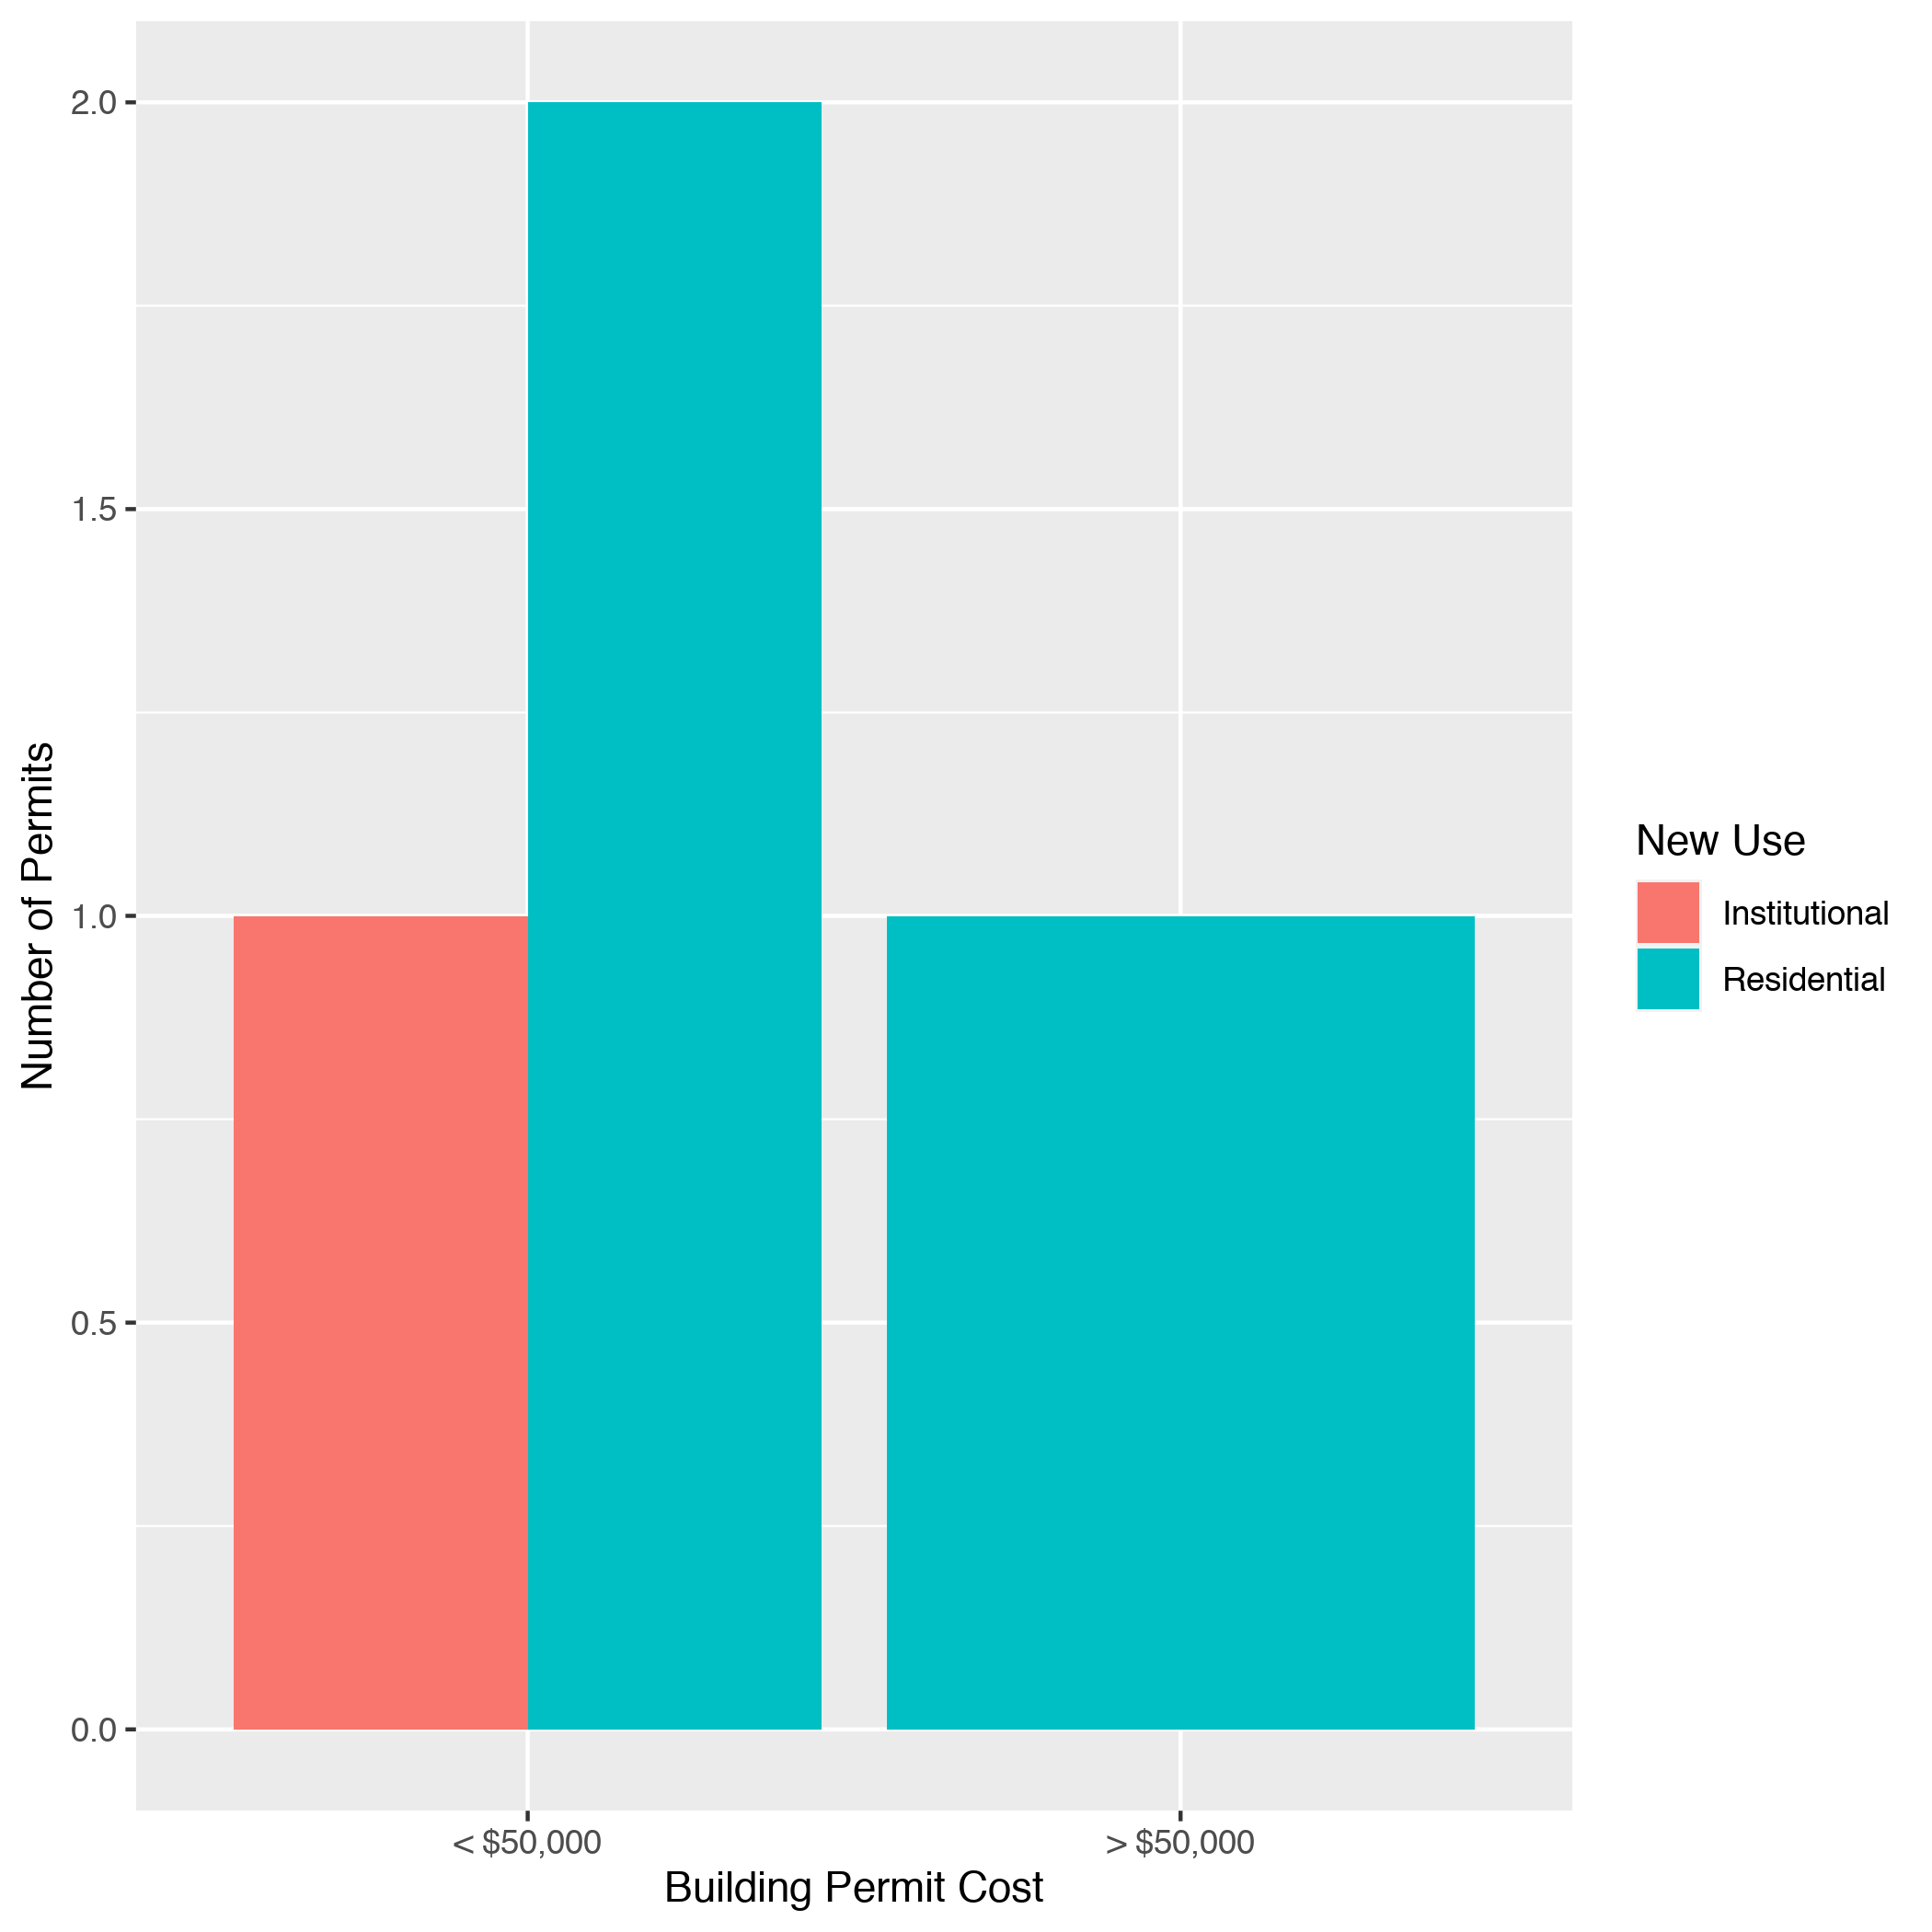 2.0
1.5
1.0
0.5
0.0
Number of Permits
< $50,000
> $50,000
Building Permit Cost
New Use
Institutional
Residential